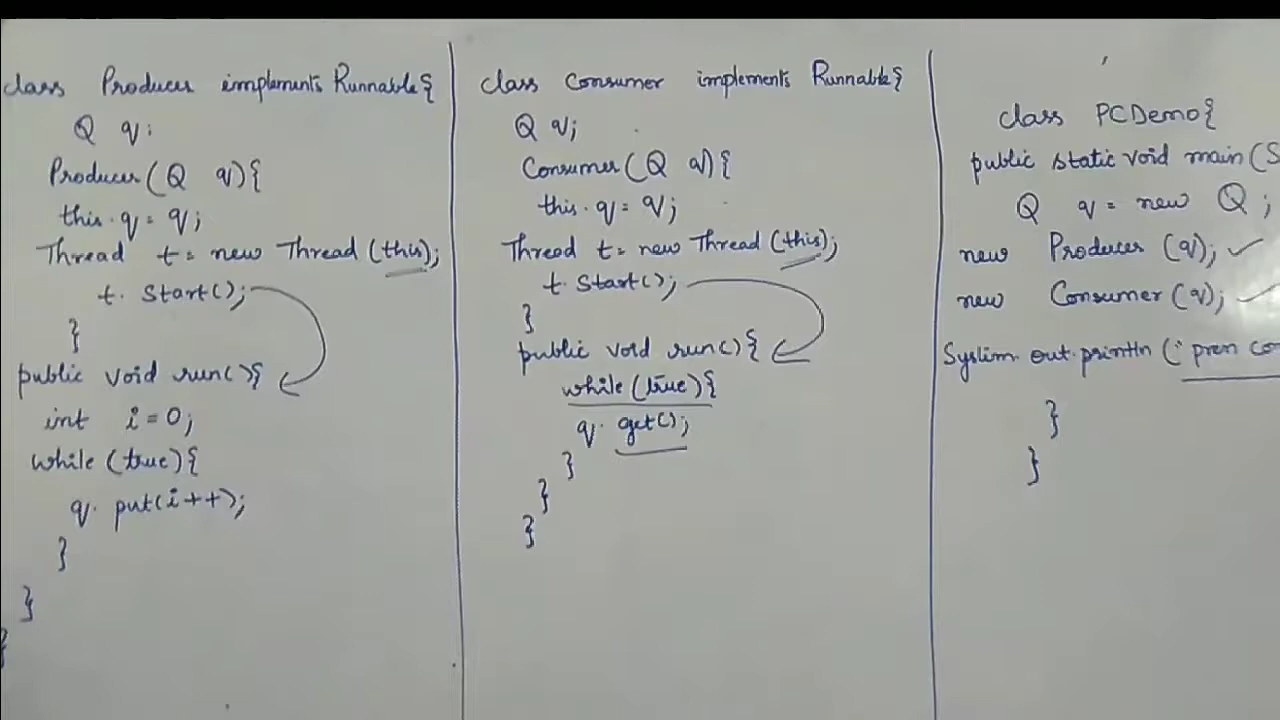 class Producer implements Runnable{
Q q;
Producer(Q q){
this.q = q;
Thread t = new Thread(this);
t. Start();
}
public void run(){
int i = 0;
while (true){
q. put(i++);
}
}
}
class Consumer implements Runnable{
Q q;
Consumer(Q q){
this.q = q;
Thread t = new Thread(this);
t. Start();
}
public void run(){
while (true){
q. get();
}
}
}
class PCDemo{
public static void main(S
Q q = new Q;
new Producer (q);
new Consumer (q);
System.out.println ("
}
}